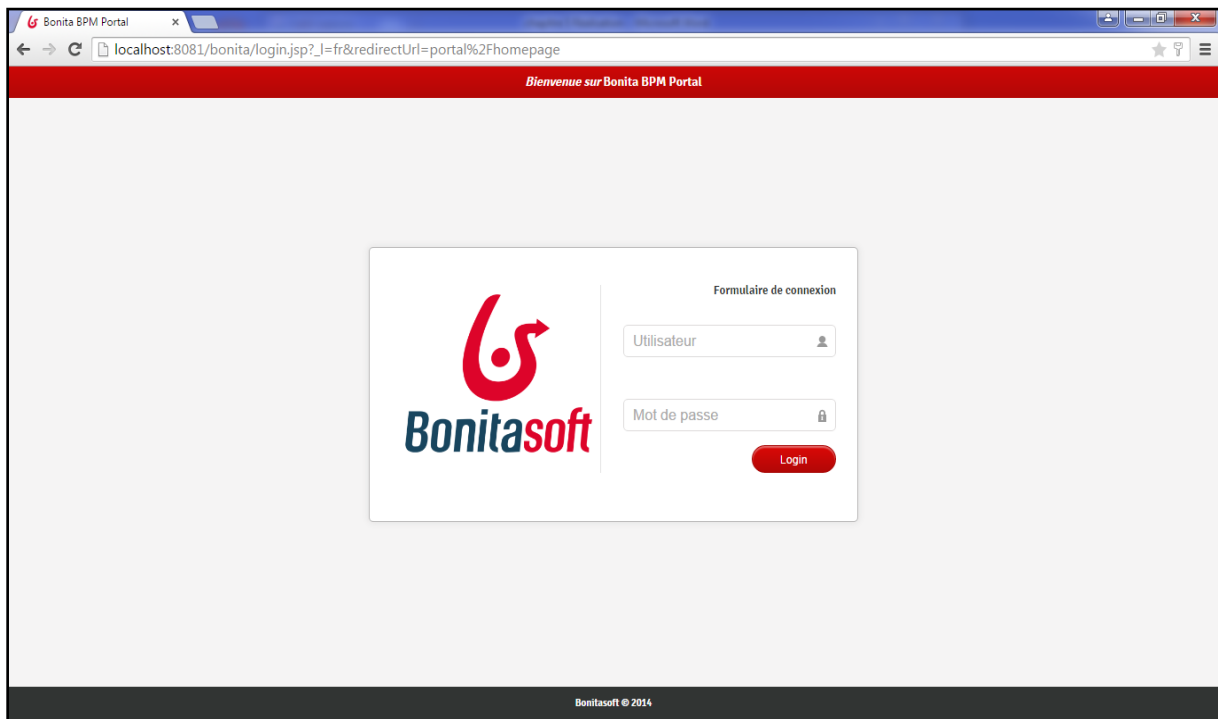 Bonita BPM Portal
localhost:8081/bonita/login.jsp?_l=fr&redirectUrl=portal%2Fhomepage
Bienvenue sur Bonita BPM Portal
Formulaire de connexion
Utilisateur
Mot de passe
Login
Bonitasoft
Bonitasoft © 2014